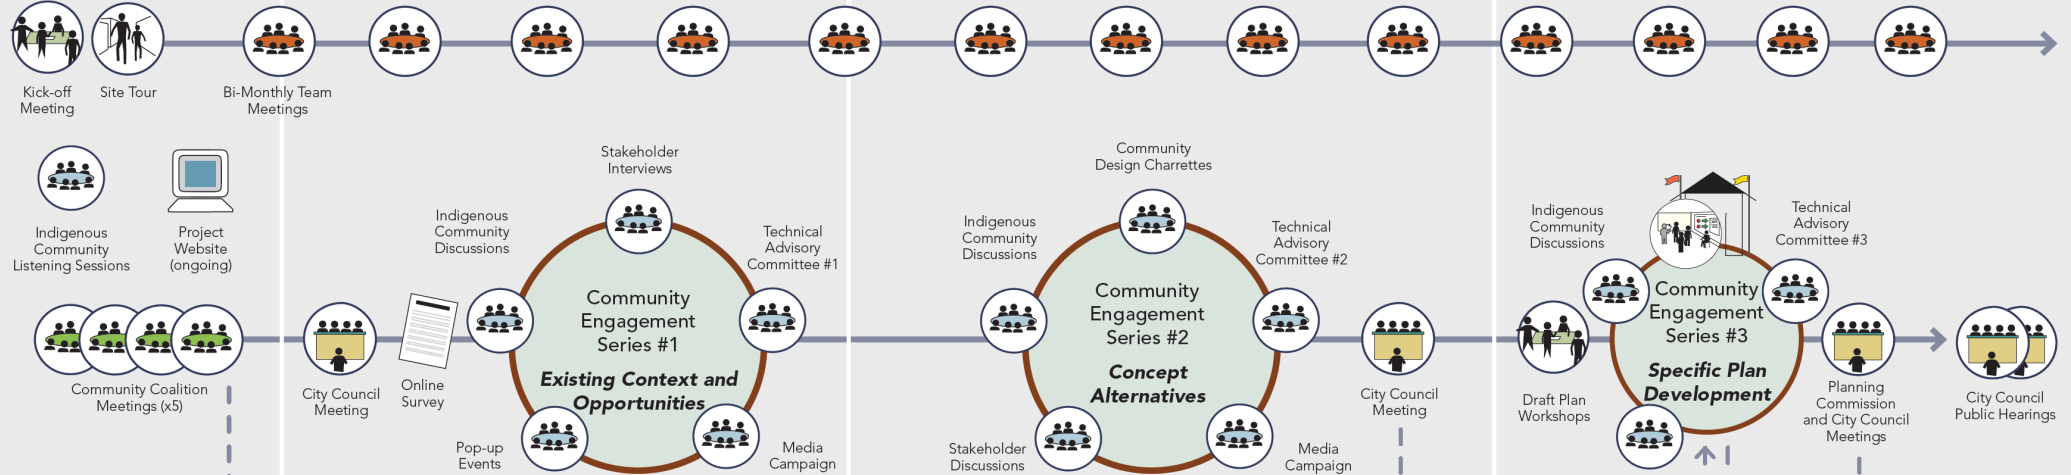 Kick-off
Meeting
Site Tour
Bi-Monthly Team
Meetings
Indigenous
Community
Listening Sessions
Project
Website
(ongoing)
Community Coalition
Meetings (x5)
City Council
Meeting
Online
Survey
Indigenous
Community
Discussions
Stakeholder
Interviews
Technical
Advisory
Committee #1
Community
Engagement
Series #1
Existing Context and
Opportunities
Pop-up
Events
Media
Campaign
Indigenous
Community
Discussions
Community
Design Charrettes
Technical
Advisory
Committee #2
Community
Engagement
Series #2
Concept
Alternatives
Stakeholder
Discussions
Media
Campaign
City Council
Meeting
Draft Plan
Workshops
Indigenous
Community
Discussions
Technical
Advisory
Committee #3
Community
Engagement
Series #3
Specific Plan
Development
Planning
Commission
and City Council
Meetings
City Council
Public Hearings